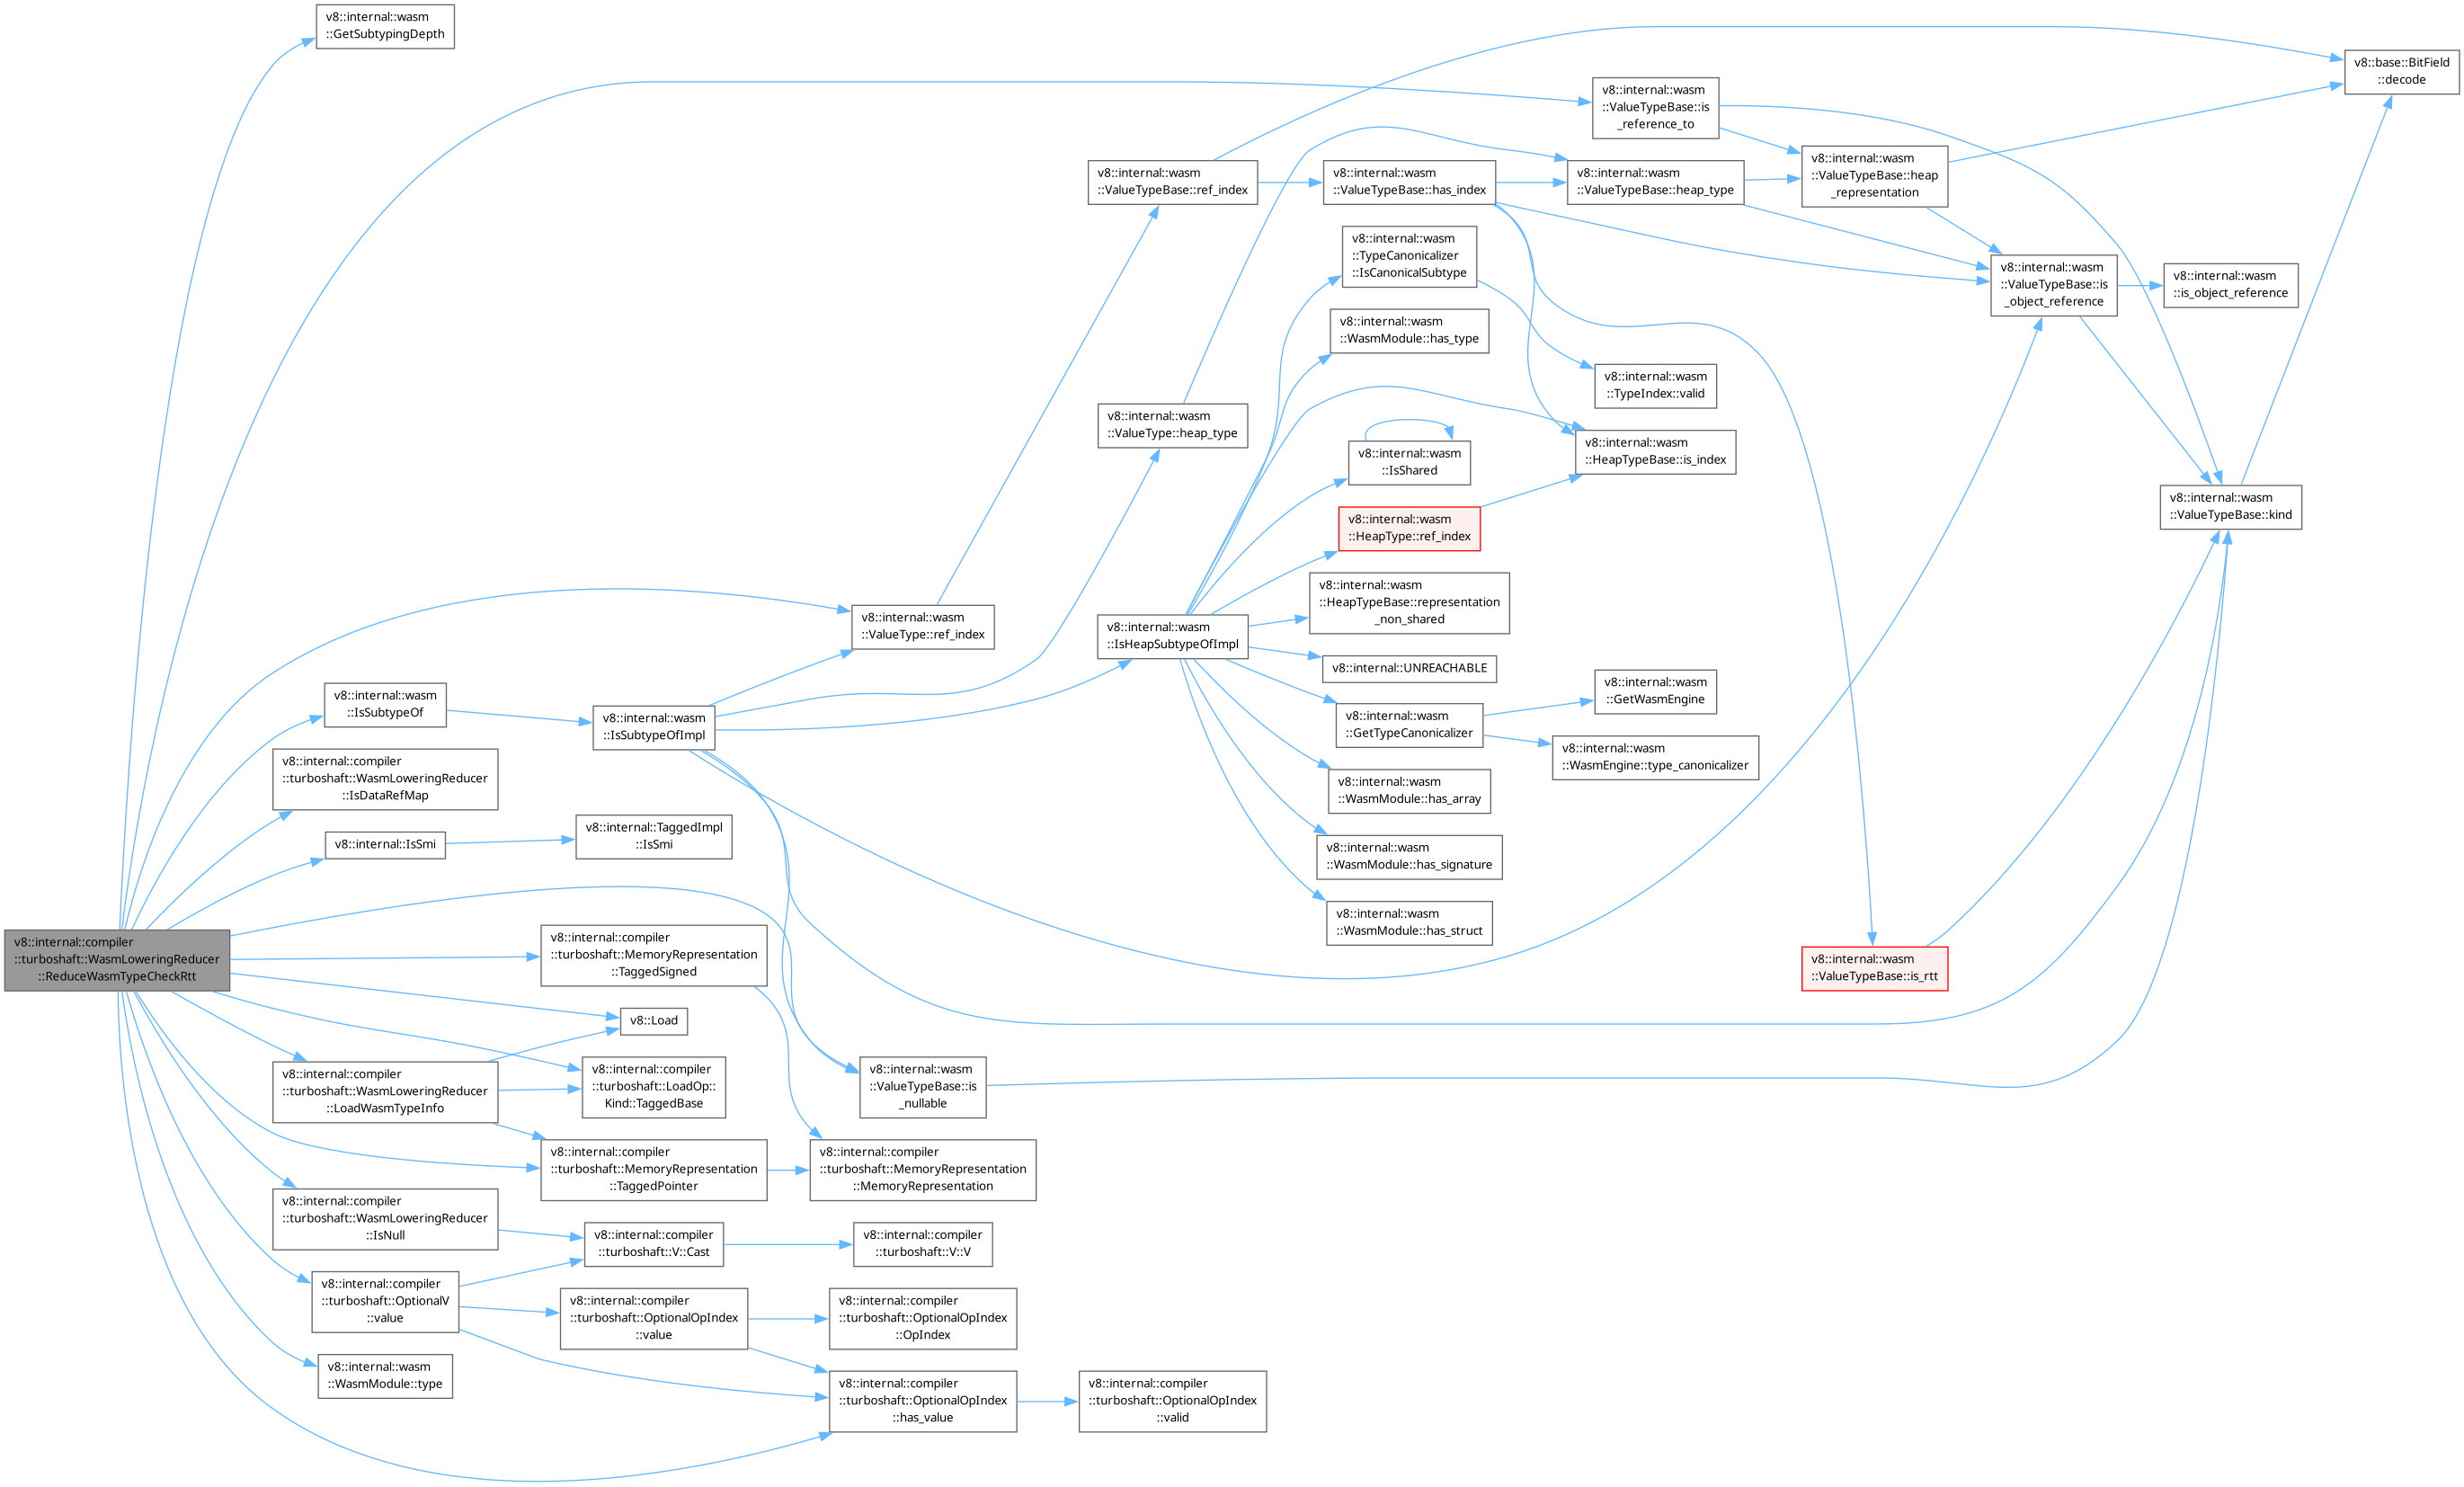 v8::internal::compiler
::turboshaft::WasmLoweringReducer
::ReduceWasmTypeCheckRtt
v8::internal::wasm
::GetSubtypingDepth
v8::internal::wasm
::IsSubtypeOf
v8::internal::compiler
::turboshaft::WasmLoweringReducer
::IsDataRefMap
v8::internal::IsSmi
v8::internal::compiler
::turboshaft::WasmLoweringReducer
::LoadWasmTypeInfo
v8::internal::compiler
::turboshaft::WasmLoweringReducer
::IsNull
v8::internal::compiler
::turboshaft::OptionalV
::value
v8::internal::wasm
::WasmModule::type
v8::internal::wasm
::IsSubtypeOfImpl
v8::internal::TaggedImpl
::IsSmi
v8::internal::compiler
::turboshaft::MemoryRepresentation
::TaggedSigned
v8::Load
v8::internal::compiler
::turboshaft::LoadOp::
Kind::TaggedBase
v8::internal::compiler
::turboshaft::MemoryRepresentation
::TaggedPointer
v8::internal::compiler
::turboshaft::V::Cast
v8::internal::compiler
::turboshaft::OptionalOpIndex
::value
v8::internal::wasm
::ValueType::ref_index
v8::internal::wasm
::ValueTypeBase::is
_nullable
v8::internal::compiler
::turboshaft::MemoryRepresentation
::MemoryRepresentation
v8::internal::compiler
::turboshaft::V::V
v8::internal::compiler
::turboshaft::OptionalOpIndex
::OpIndex
v8::internal::compiler
::turboshaft::OptionalOpIndex
::has_value
v8::internal::wasm
::ValueTypeBase::ref_index
v8::internal::wasm
::ValueType::heap_type
v8::internal::wasm
::IsHeapSubtypeOfImpl
v8::internal::compiler
::turboshaft::OptionalOpIndex
::valid
v8::internal::wasm
::ValueTypeBase::has_index
v8::internal::wasm
::TypeCanonicalizer
::IsCanonicalSubtype
v8::internal::wasm
::WasmModule::has_type
v8::internal::wasm
::IsShared
v8::internal::wasm
::HeapType::ref_index
v8::internal::wasm
::HeapTypeBase::representation
_non_shared
v8::internal::UNREACHABLE
v8::internal::wasm
::GetTypeCanonicalizer
v8::internal::wasm
::WasmModule::has_array
v8::internal::wasm
::WasmModule::has_signature
v8::internal::wasm
::WasmModule::has_struct
v8::internal::wasm
::ValueTypeBase::is
_reference_to
v8::internal::wasm
::ValueTypeBase::heap_type
v8::internal::wasm
::TypeIndex::valid
v8::internal::wasm
::HeapTypeBase::is_index
v8::internal::wasm
::GetWasmEngine
v8::internal::wasm
::WasmEngine::type_canonicalizer
v8::internal::wasm
::ValueTypeBase::heap
_representation
v8::internal::wasm
::ValueTypeBase::is_rtt
v8::internal::wasm
::ValueTypeBase::is
_object_reference
v8::internal::wasm
::is_object_reference
v8::internal::wasm
::ValueTypeBase::kind
v8::base::BitField
::decode